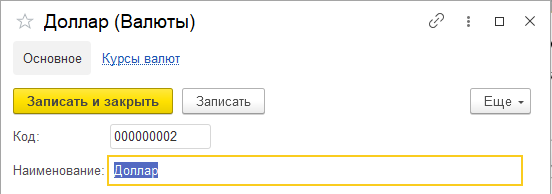 Доллар (Валюты)
Основное Курсы валют
Записать и закрыть Записать Еще
Код: 000000002
Наименование: Доллар